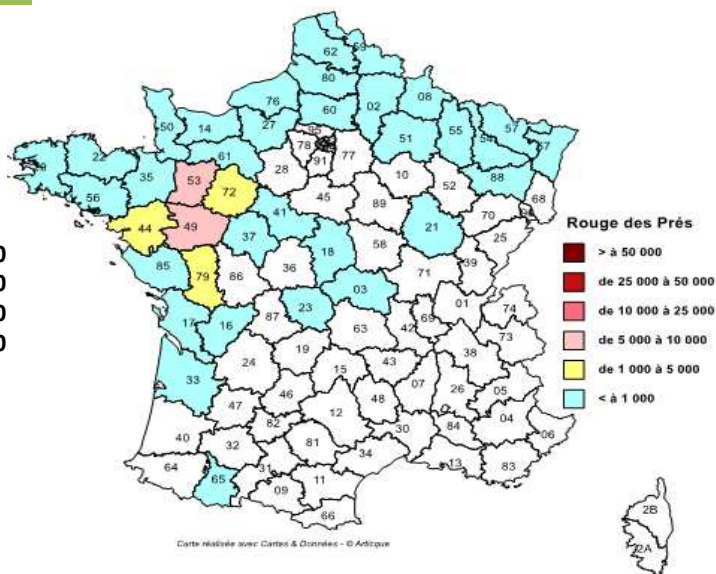 62 59
80
76 02 08
60
50 14 27 95 51 55 54 57 67
78 77
61 91 88
22 35 53 28 10 52 68
56 72 45 89 70
44 49 41 21 25
37 18 58 39
85 79 86 36 71
03 01 74
17 16 87 23 69
63 42 73
19 38
33 24 15 43
46 07 26 05
47 48
82 12 04
40 32 81 30 84 06
34
64 31 13 83
65 09 11
66
2B
2A
Rouge des Prés
> à 50 000
de 25 000 à 50 000
de 10 000 à 25 000
de 5 000 à 10 000
de 1 000 à 5 000
< à 1 000
0
0
0
0
Carte réalisée avec Cartes & Données - © Articque